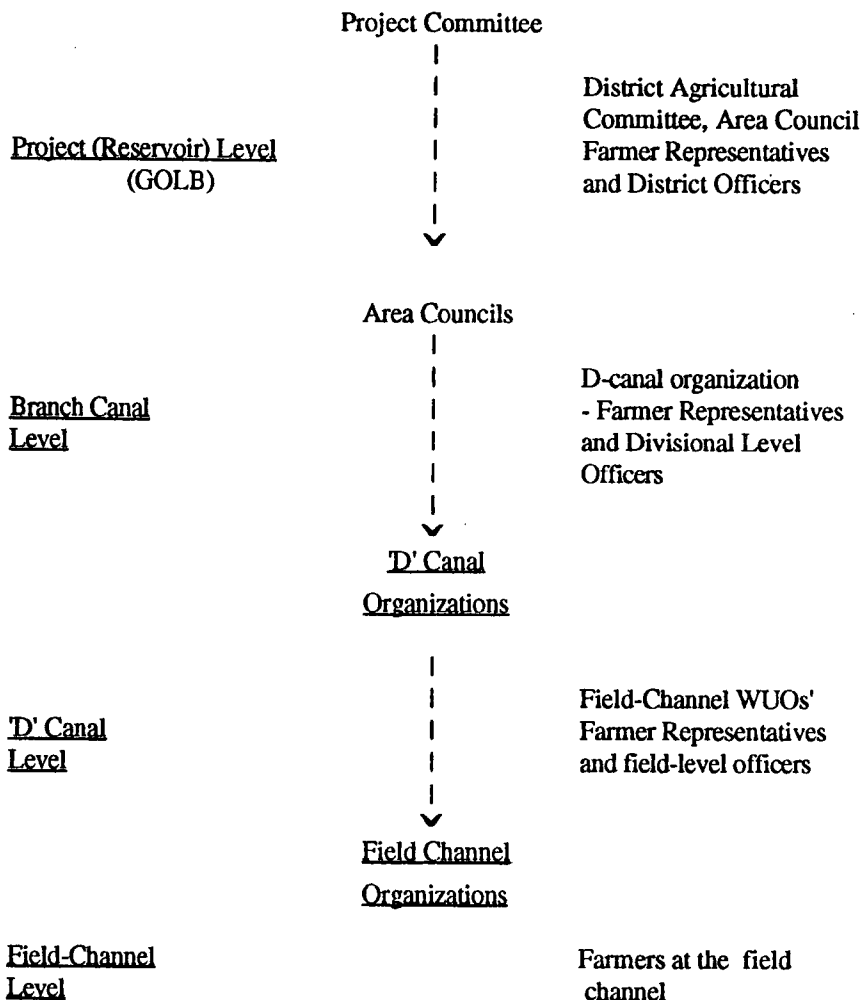 Project Committee
District Agricultural
Committee, Area Council
Farmer Representatives
and District Officers
Project (Reservoir) Level
(GOLB)
Area Councils
Branch Canal
Level
D-canal organization
- Farmer Representatives
and Divisional Level
Officers
'D' Canal
Organizations
'D' Canal
Level
Field-Channel WUOs'
Farmer Representatives
and field-level officers
Field Channel
Organizations
Field-Channel
Level
Farmers at the field
channel